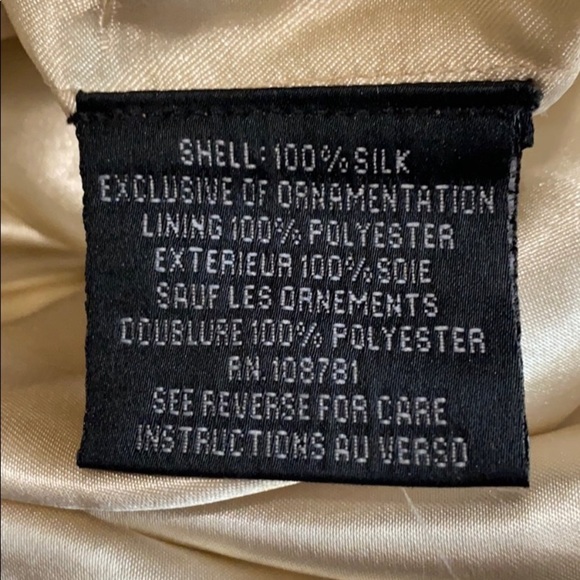 SHELL: 100% SILK
EXCLUSIVE OF ORNAMENTATION
LINING 100% POLYESTER
EXTERIEUR 100% SOIE
SAUF LES ORNEMENTS
DOUBLURE 100% POLYESTER
RN. 108781
SEE REVERSE FOR CARE
INSTRUCTIONS AU VERSO